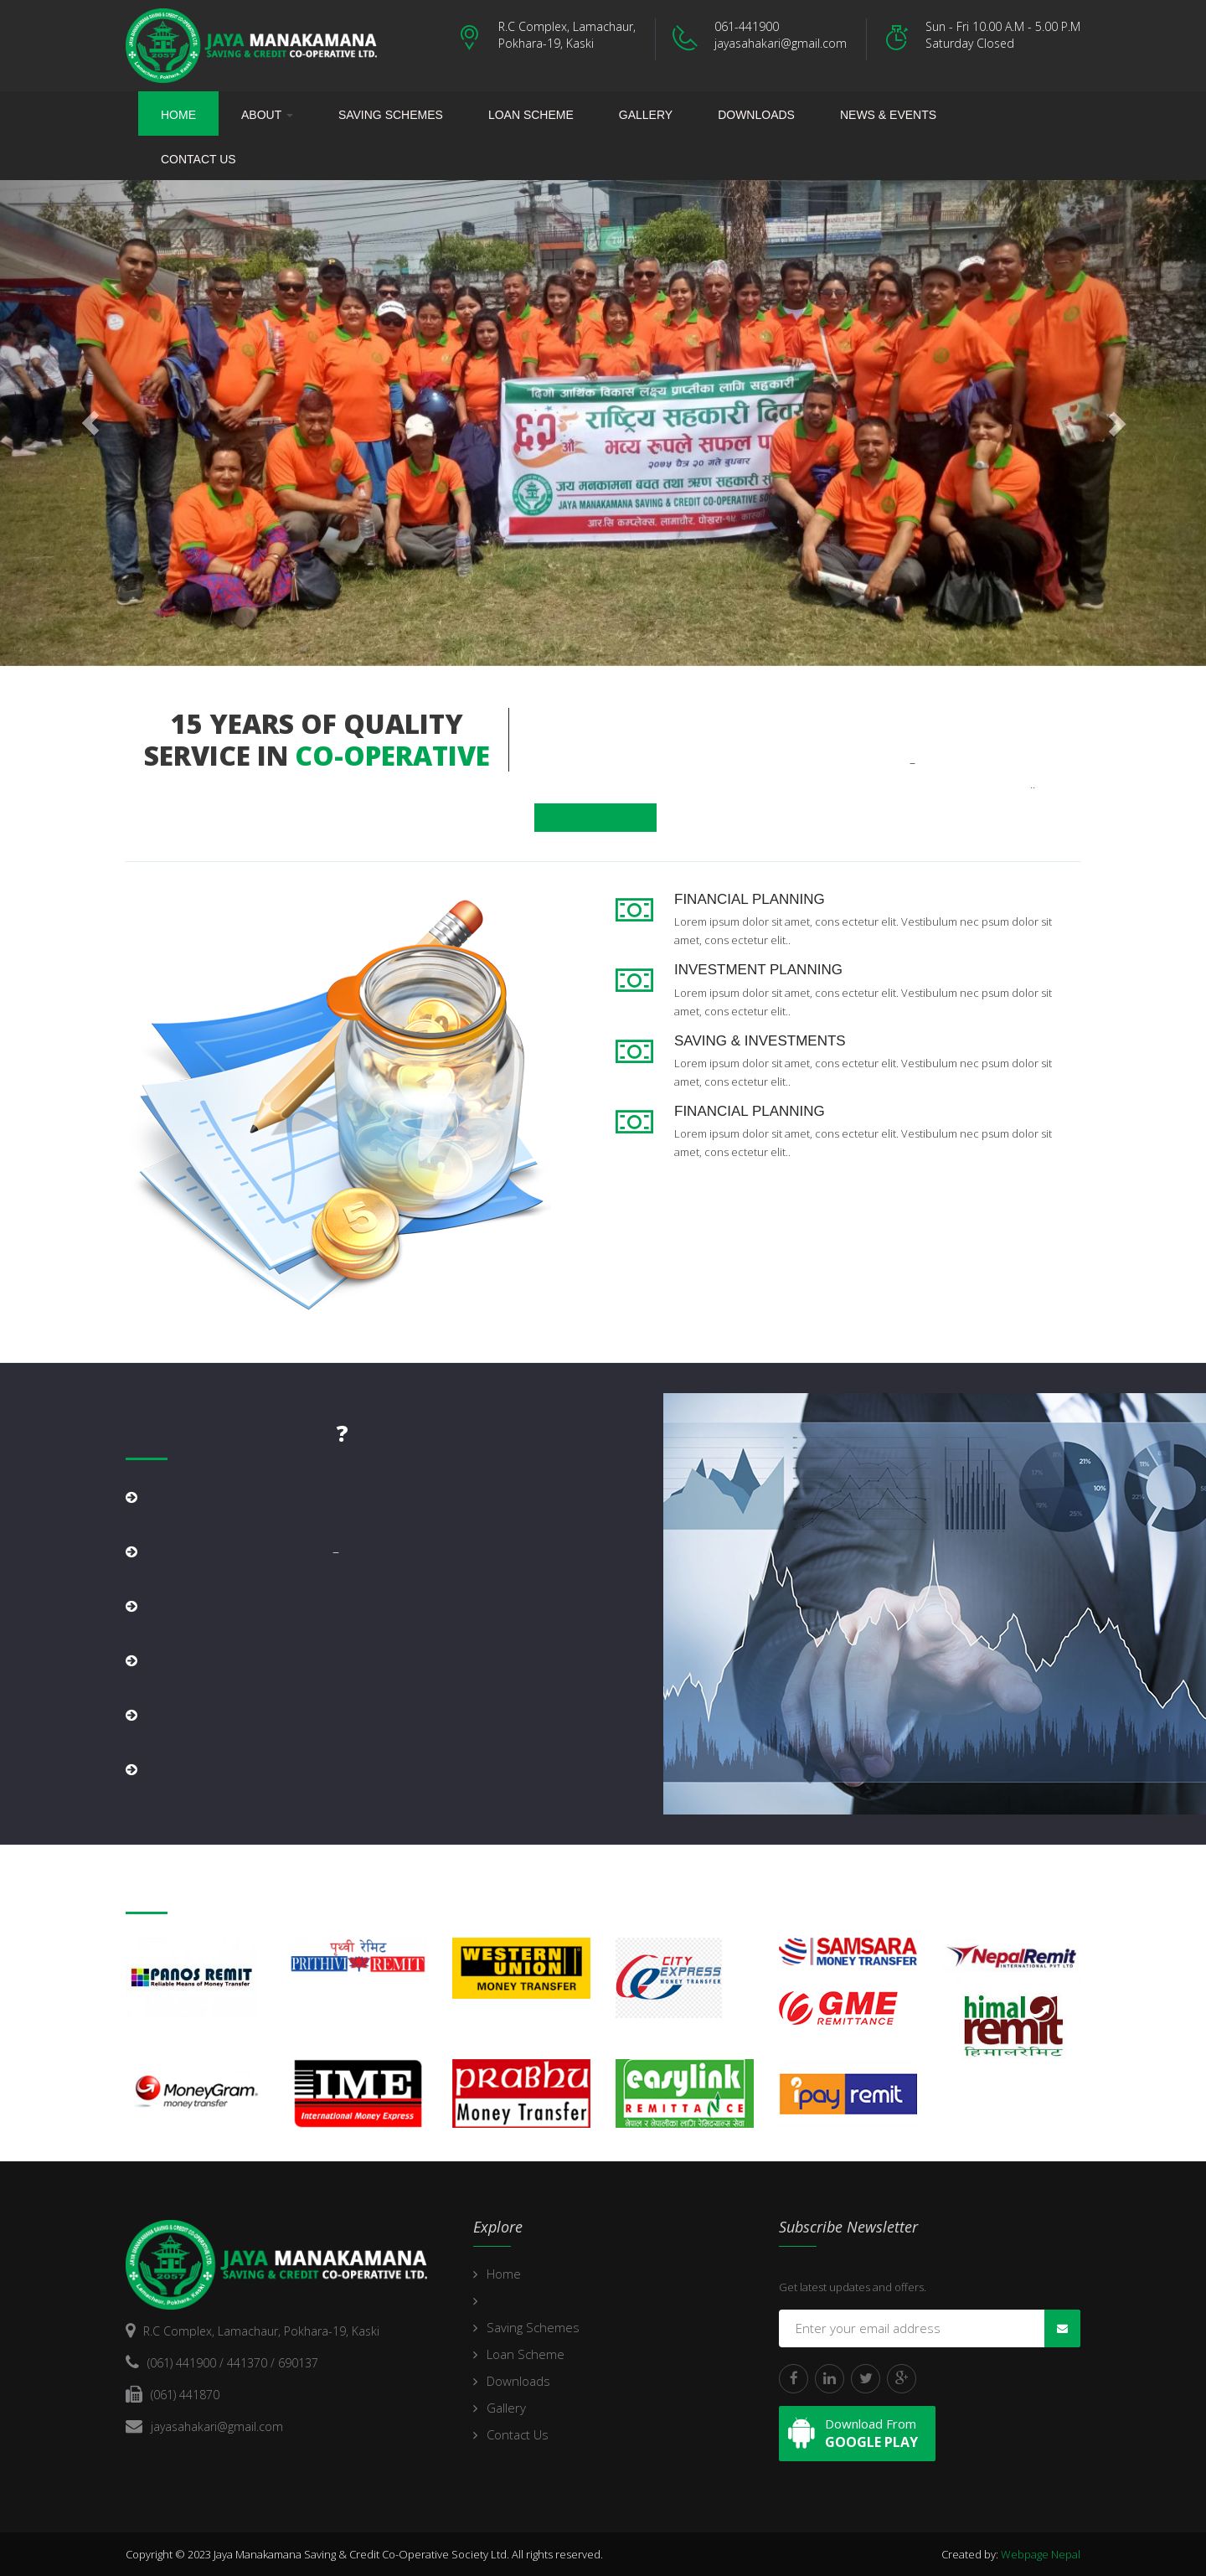 JAYA MANAKAMANA
SAVING & CREDIT CO-OPERATIVE LTD.
R.C Complex, Lamachaur,
Pokhara-19, Kaski
061-441900
jayasahakari@gmail.com
Sun - Fri 10.00 A.M - 5.00 P.M
Saturday Closed
HOME
ABOUT
SAVING SCHEMES
LOAN SCHEME
GALLERY
DOWNLOADS
NEWS & EVENTS
CONTACT US
दिगो आर्थिक विकास लक्ष्य प्राप्तीका लागि सहकारी
६२ औं
राष्ट्रिय सहकारी दिव
भव्य रूपले सफल पा
२०७५ चैत्र २० गते बुधबार
जय मनकामना बचत तथा ऋण सहकारी सं
JAYA MANAKAMANA SAVING & CREDIT CO-OPERATIVE SO
आर.सि कम्प्लेक्स, लामाचौर, पोखरा-१९, कास्की
15 YEARS OF QUALITY
SERVICE IN CO-OPERATIVE
–
..
FINANCIAL PLANNING
Lorem ipsum dolor sit amet, cons ectetur elit. Vestibulum nec psum dolor sit
amet, cons ectetur elit..
INVESTMENT PLANNING
Lorem ipsum dolor sit amet, cons ectetur elit. Vestibulum nec psum dolor sit
amet, cons ectetur elit..
SAVING & INVESTMENTS
Lorem ipsum dolor sit amet, cons ectetur elit. Vestibulum nec psum dolor sit
amet, cons ectetur elit..
FINANCIAL PLANNING
Lorem ipsum dolor sit amet, cons ectetur elit. Vestibulum nec psum dolor sit
amet, cons ectetur elit..
5
?
–
21%
10%
11%
17%
19%
25%
22%
PANOS REMIT
Reliable Means of Money Transfer
पृथ्वी रेमिट
PRITHIVI REMIT
WESTERN UNION
MONEY TRANSFER
CITY EXPRESS
MONEY TRANSFER
SAMSARA
MONEY TRANSFER
NepalRemit
INTERNATIONAL PVT LTD
GME
REMITTANCE
himal
remit
हिमालरेमिट
MoneyGram
money transfer
IME
International Money Express
PRABHU
Money Transfer
easylink
REMITTANCE
नेपाल र नेपालीका लागि रेमिट्यान्स सेवा
ipay remit
JAYA MANAKAMANA
SAVING & CREDIT CO-OPERATIVE LTD.
R.C Complex, Lamachaur, Pokhara-19, Kaski
(061) 441900 / 441370 / 690137
(061) 441870
jayasahakari@gmail.com
Explore
Home
Saving Schemes
Loan Scheme
Downloads
Gallery
Contact Us
Subscribe Newsletter
Get latest updates and offers.
Enter your email address
Download From
GOOGLE PLAY
Copyright © 2023 Jaya Manakamana Saving & Credit Co-Operative Society Ltd. All rights reserved.
Created by: Webpage Nepal